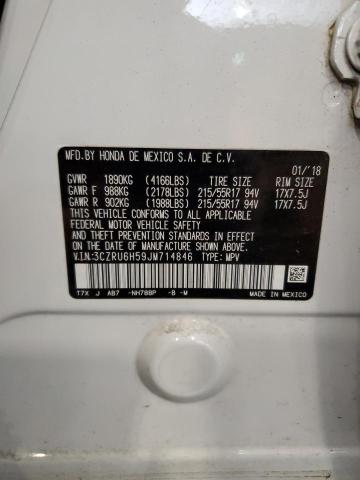 MFD.BY HONDA DE MEXICO S.A. DE C.V. 01/'18
GVWR 1890KG (4166LBS) TIRE SIZE RIM SIZE
GAWR F 988KG (2178LBS) 215/55R17 94V 17X7.5J
GAWR R 902KG (1988LBS) 215/55R17 94V 17X7.5J
THIS VEHICLE CONFORMS TO ALL APPLICABLE
FEDERAL MOTOR VEHICLE SAFETY, BUMPER,
AND THEFT PREVENTION STANDARDS IN EFFECT
ON THE DATE OF MANUFACTURE SHOWN ABOVE.
V.I.N:3CZRU6H59JM714846 TYPE: MPV
T7X J AB7 -NH788P -B -M
MADE IN MEXICO